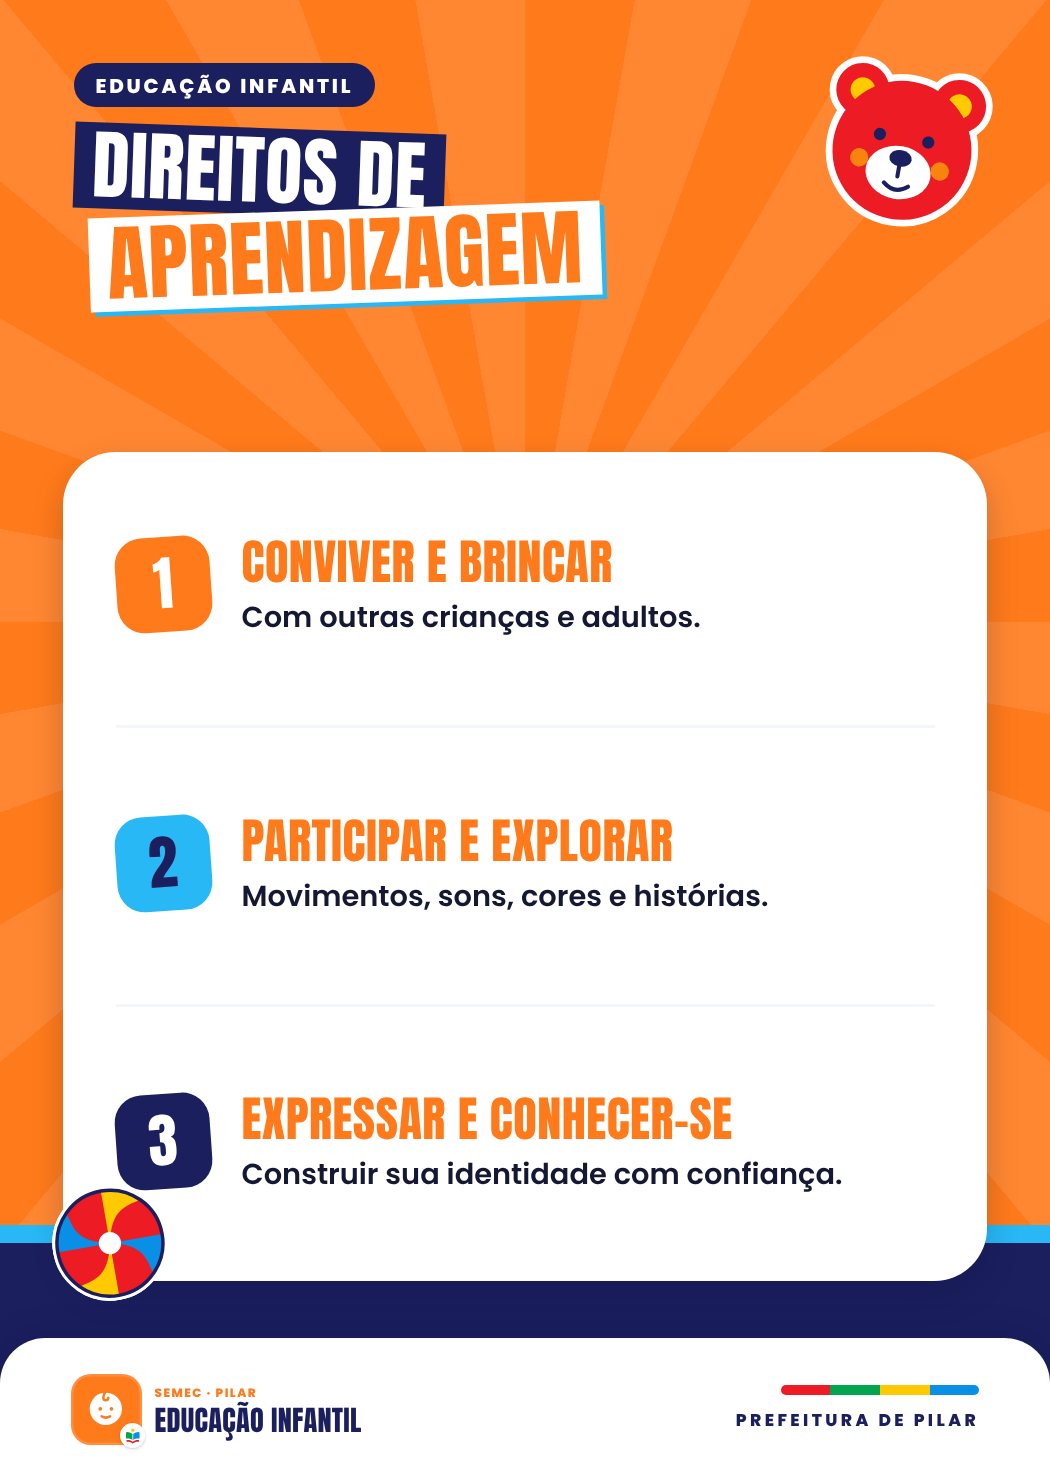 EDUCAÇÃO INFANTIL
DIREITOS DE
APRENDIZAGEM
1
CONVIVER E BRINCAR
Com outras crianças e adultos.
2
PARTICIPAR E EXPLORAR
Movimentos, sons, cores e histórias.
3
EXPRESSAR E CONHECER-SE
Construir sua identidade com confiança.
SEMEC · PILAR
EDUCAÇÃO INFANTIL
PREFEITURA DE PILAR